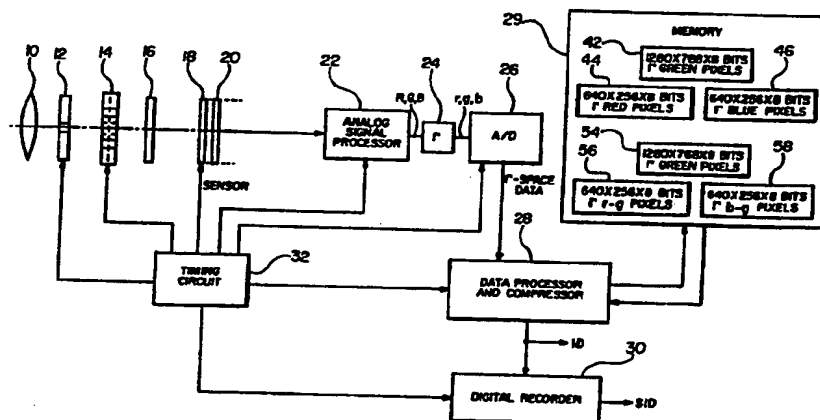 10
12
14
16
18
20
22
24
26
29
42
44
46
MEMORY
1280X768X8 BITS
Γ GREEN PIXELS
640X256X8 BITS
Γ RED PIXELS
640X256X8 BITS
Γ BLUE PIXELS
54
56
58
1280X768X8 BITS
Γ GREEN PIXELS
640X256X8 BITS
Γ r-g PIXELS
640X256X8 BITS
Γ b-g PIXELS
R,G,B
r,g,b
ANALOG
SIGNAL
PROCESSOR
Γ
A/D
SENSOR
Γ-SPACE
DATA
28
TIMING
CIRCUIT
32
DATA PROCESSOR
AND COMPRESSOR
ID
30
DIGITAL RECORDER
SID